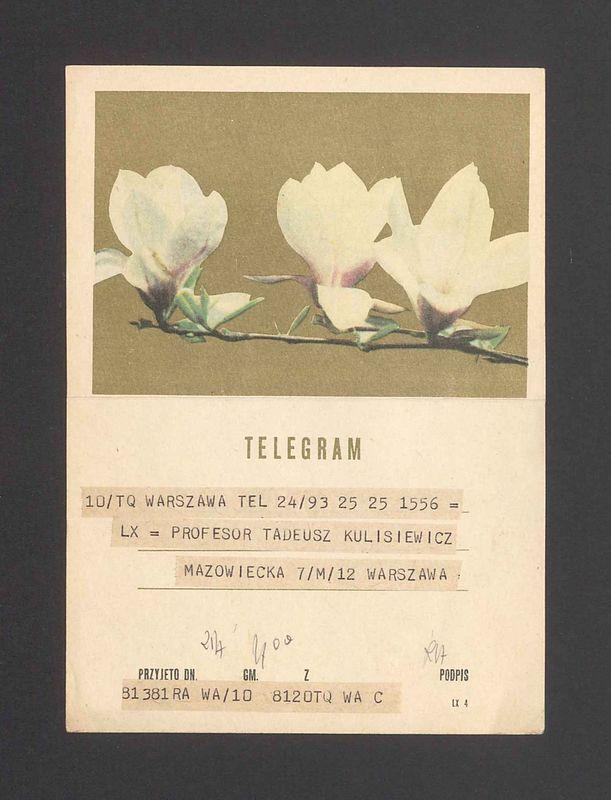 TELEGRAM
10/TQ WARSZAWA TEL 24/93 25 25 1556 =
LX = PROFESOR TADEUSZ KULISIEWICZ
MAZOWIECKA 7/M/12 WARSZAWA =
PRZYJETO DN. GM. Z PODPIS
81381RA WA/10 8120TQ WA C
LX 4